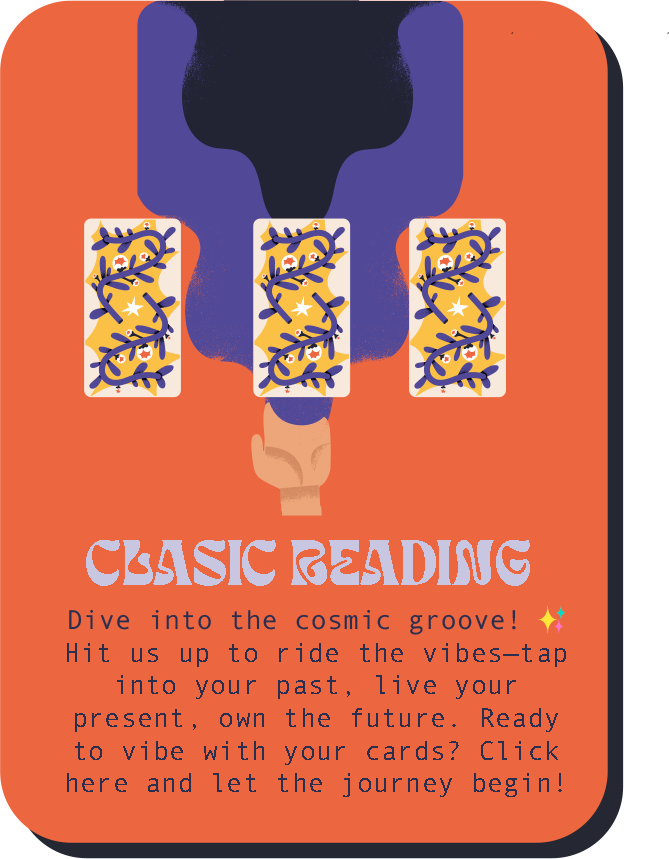 CLASIC READING
Dive into the cosmic groove! ✨
Hit us up to ride the vibes—tap
into your past, live your
present, own the future. Ready
to vibe with your cards? Click
here and let the journey begin!